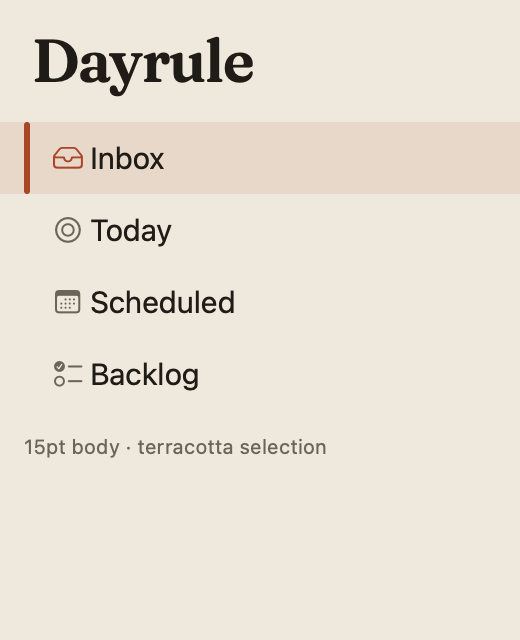 Dayrule
Inbox
Today
Scheduled
Backlog
15pt body · terracotta selection